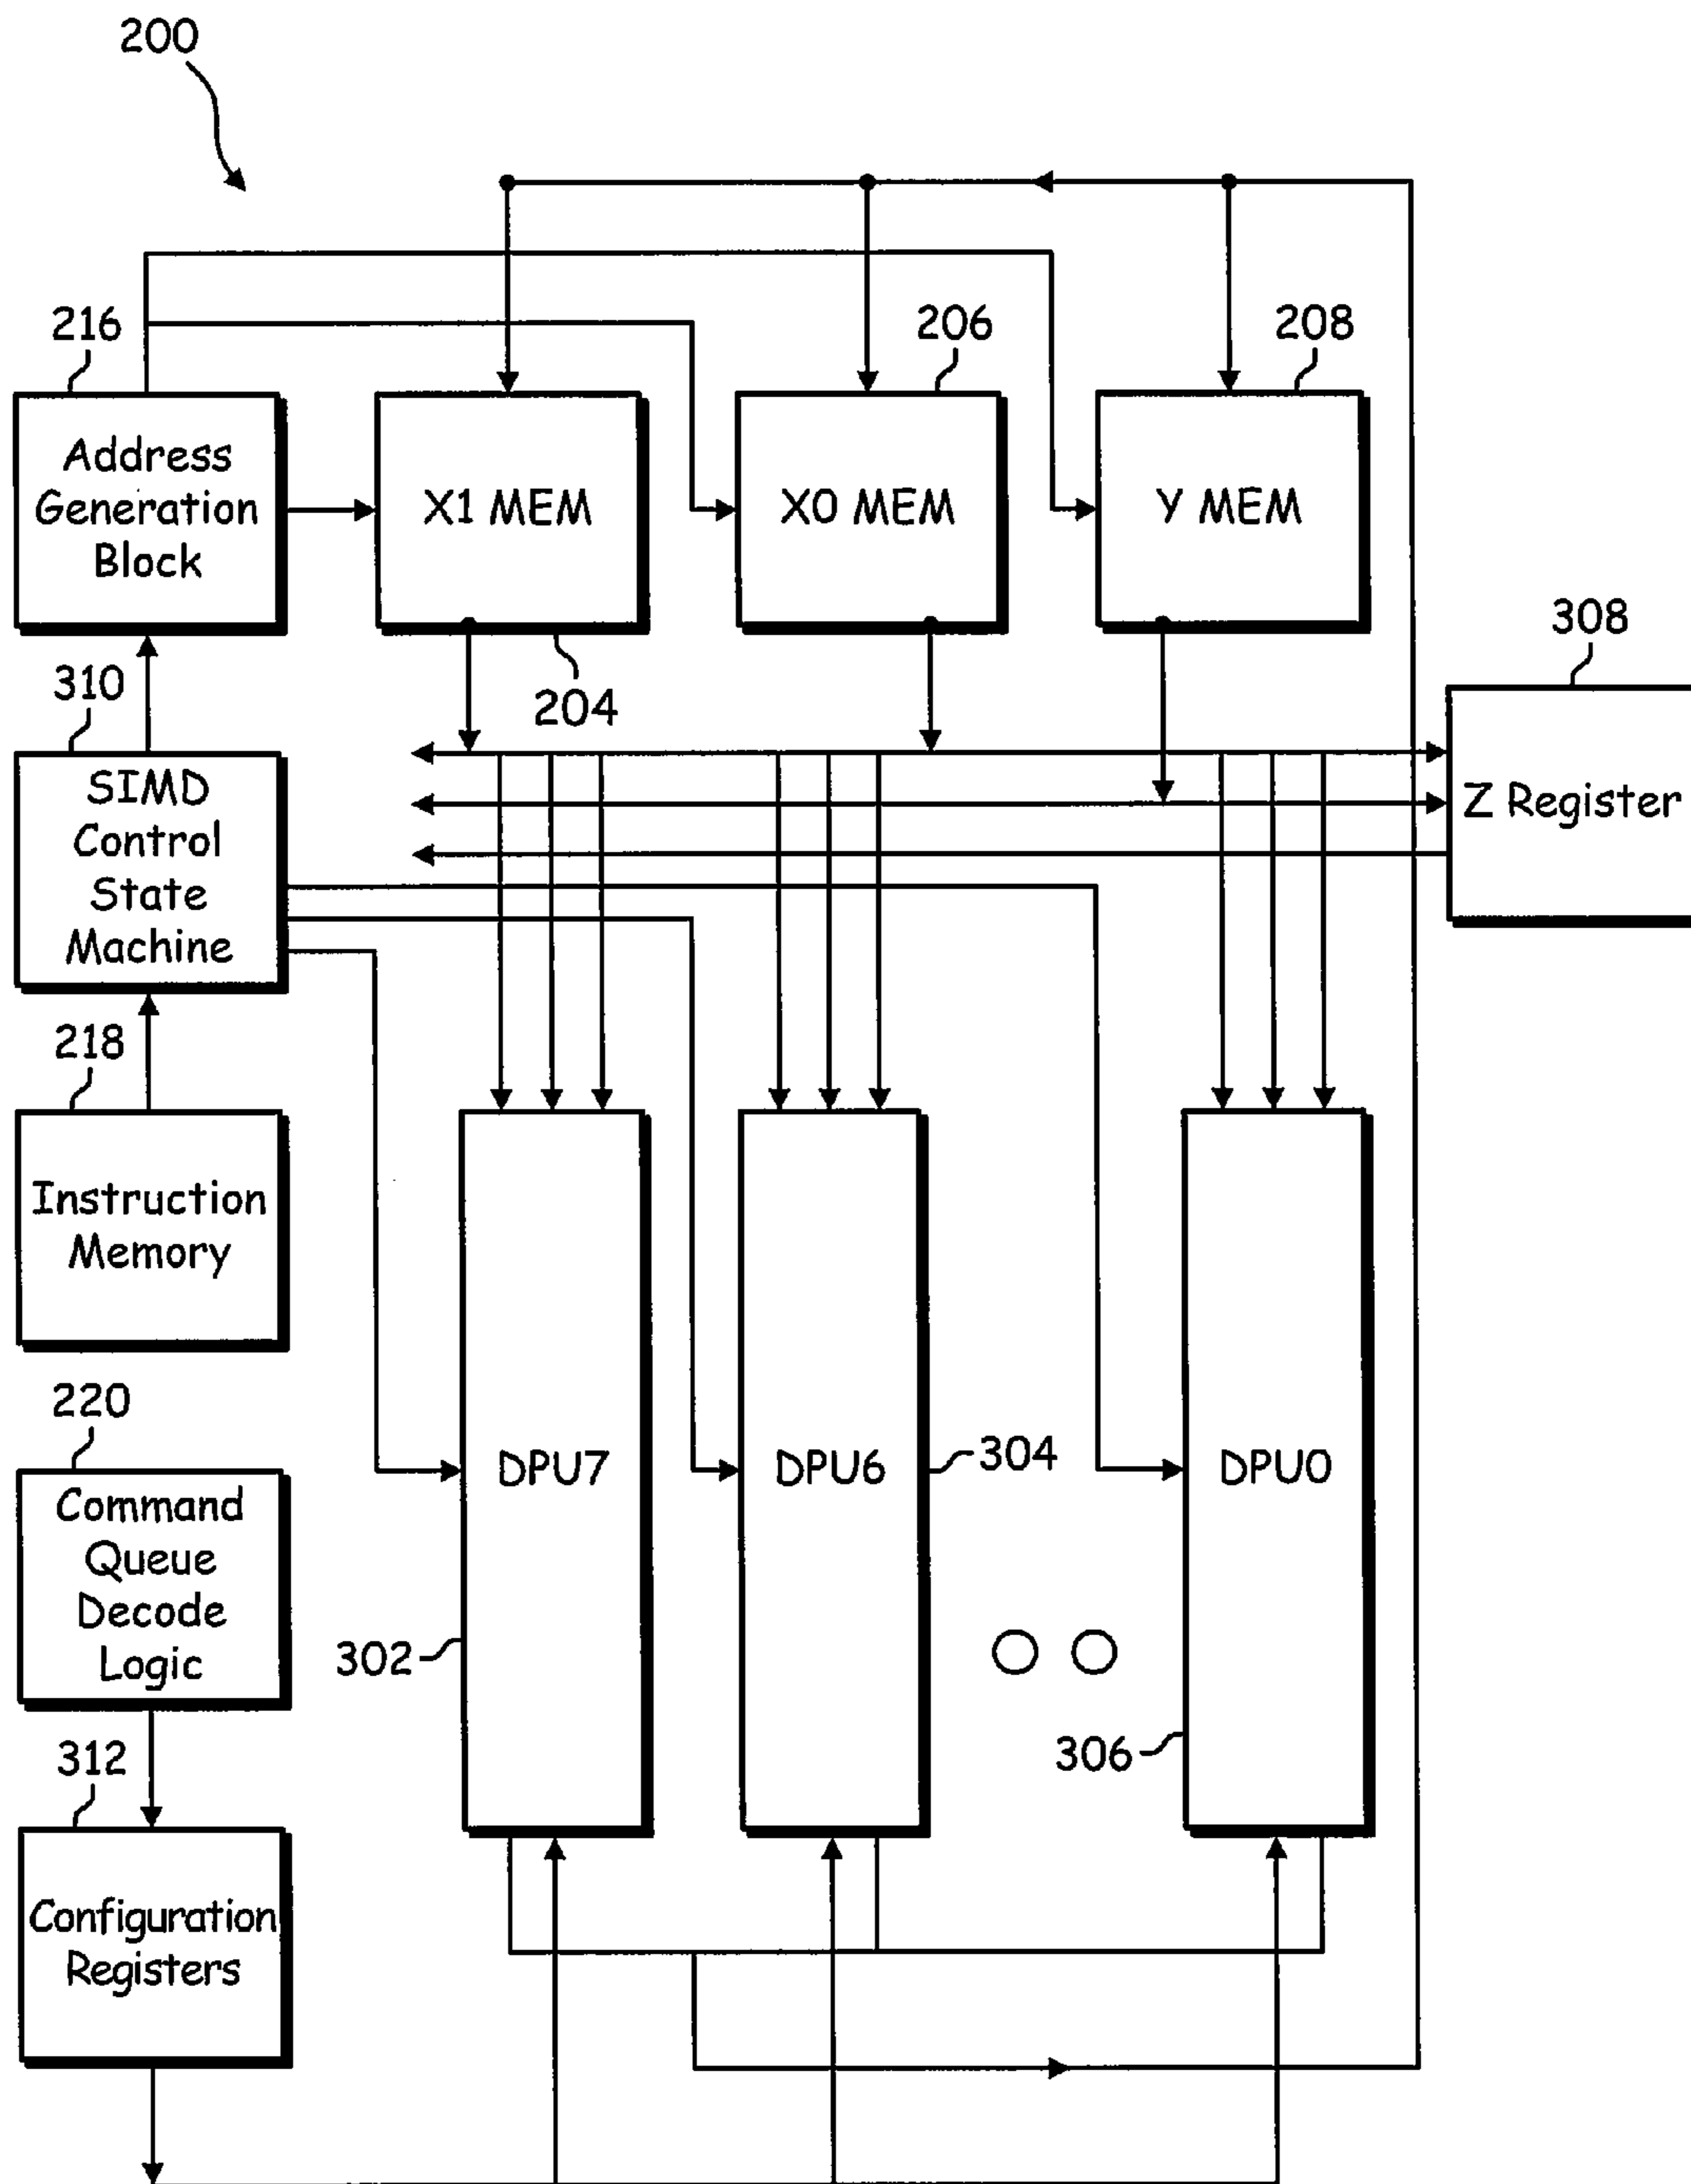 200
216
206
208
Address
Generation
Block
X1 MEM
X0 MEM
Y MEM
308
310
204
SIMD
Control
State
Machine
Z Register
218
Instruction
Memory
220
Command
Queue
Decode
Logic
DPU7
DPU6
304
DPU0
302
306
312
Configuration
Registers